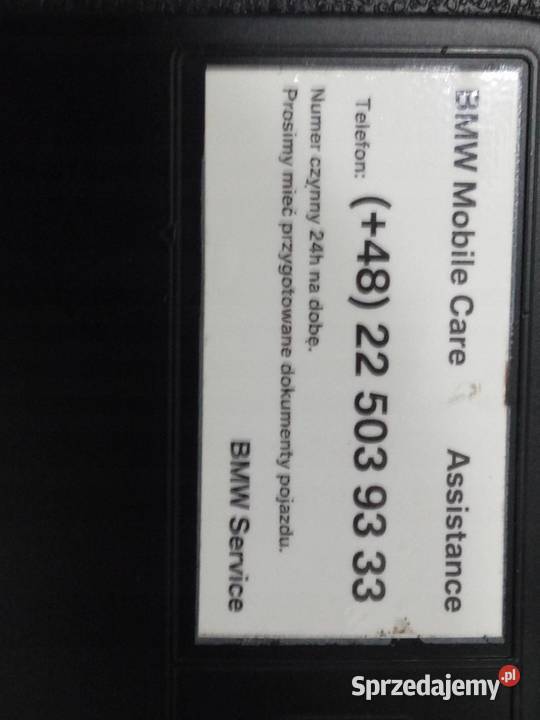 BMW Mobile Care Assistance
Telefon: (+48) 22 503 93 33
Numer czynny 24h na dobę.
Prosimy mieć przygotowane dokumenty pojazdu.
BMW Service
Sprzedajemy.pl